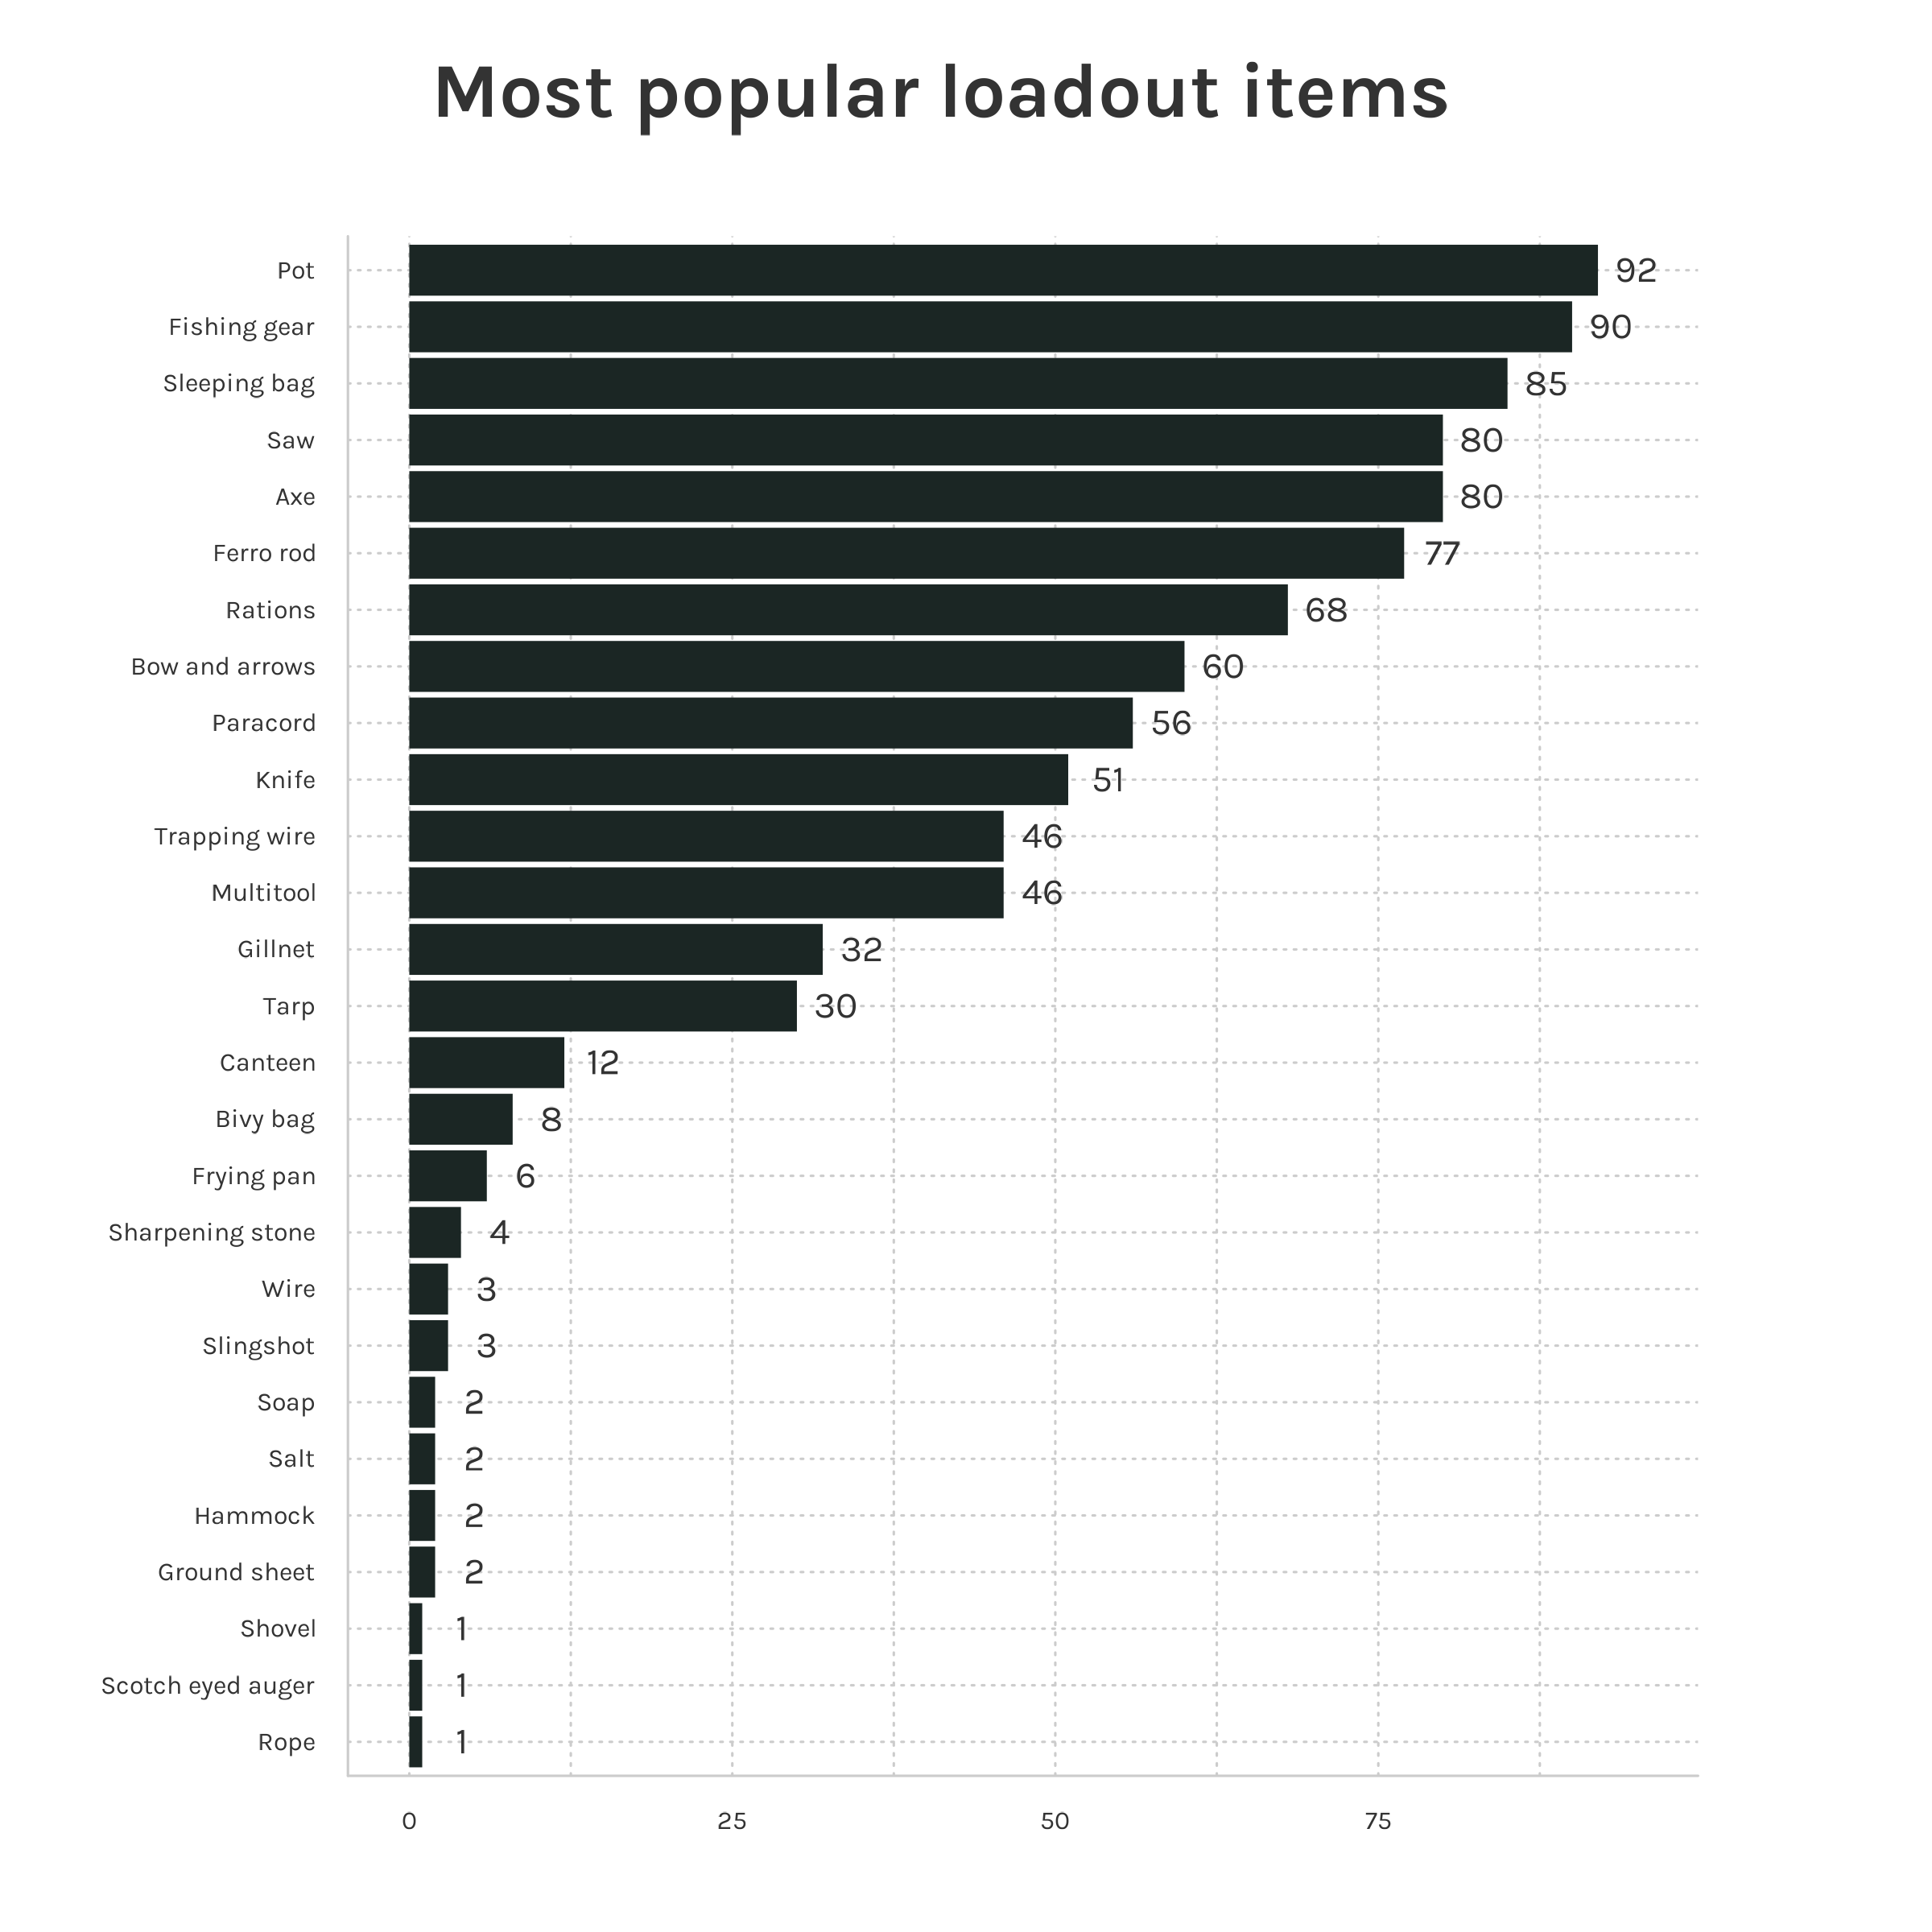 Most popular loadout items
Pot 92
Fishing gear 90
Sleeping bag 85
Saw 80
Axe 80
Ferro rod 77
Rations 68
Bow and arrows 60
Paracord 56
Knife 51
Trapping wire 46
Multitool 46
Gillnet 32
Tarp 30
Canteen 12
Bivy bag 8
Frying pan 6
Sharpening stone 4
Wire 3
Slingshot 3
Soap 2
Salt 2
Hammock 2
Ground sheet 2
Shovel 1
Scotch eyed auger 1
Rope 1
0 25 50 75